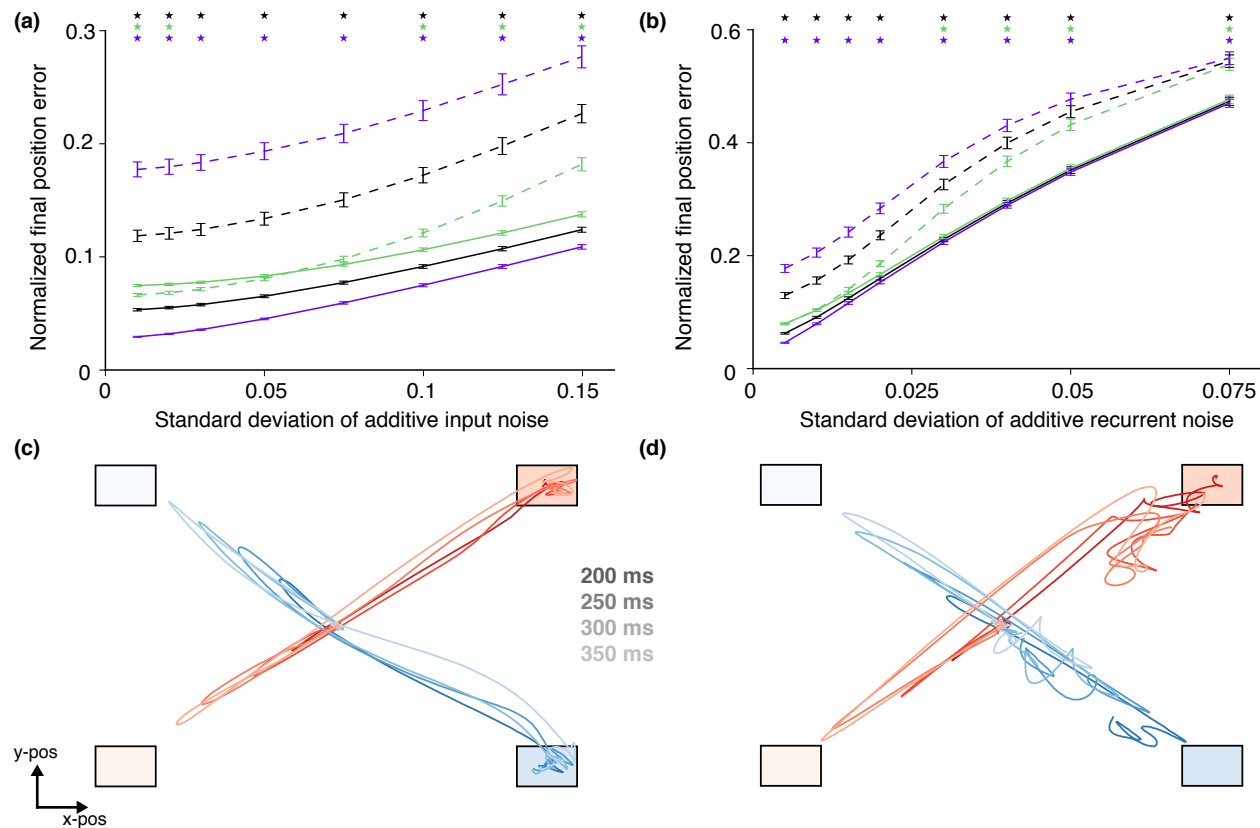 (a)
Normalized final position error
0.3
0.2
0.1
0
0
0.05
0.1
0.15
Standard deviation of additive input noise
(b)
Normalized final position error
0.6
0.4
0.2
0
0
0.025
0.05
0.075
Standard deviation of additive recurrent noise
(c)
200 ms
250 ms
300 ms
350 ms
y-pos
x-pos
(d)